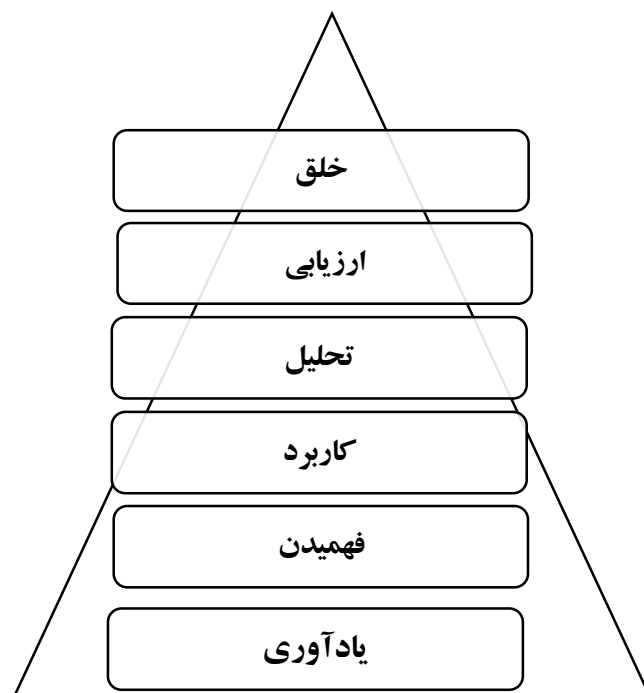 خلق
ارزیابی
تحلیل
کاربرد
فهمیدن
یادآوری